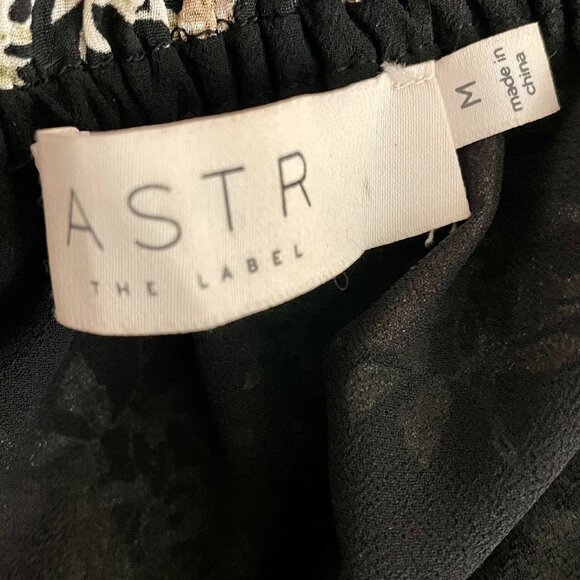 ASTR
THE LABEL
M
made in
china